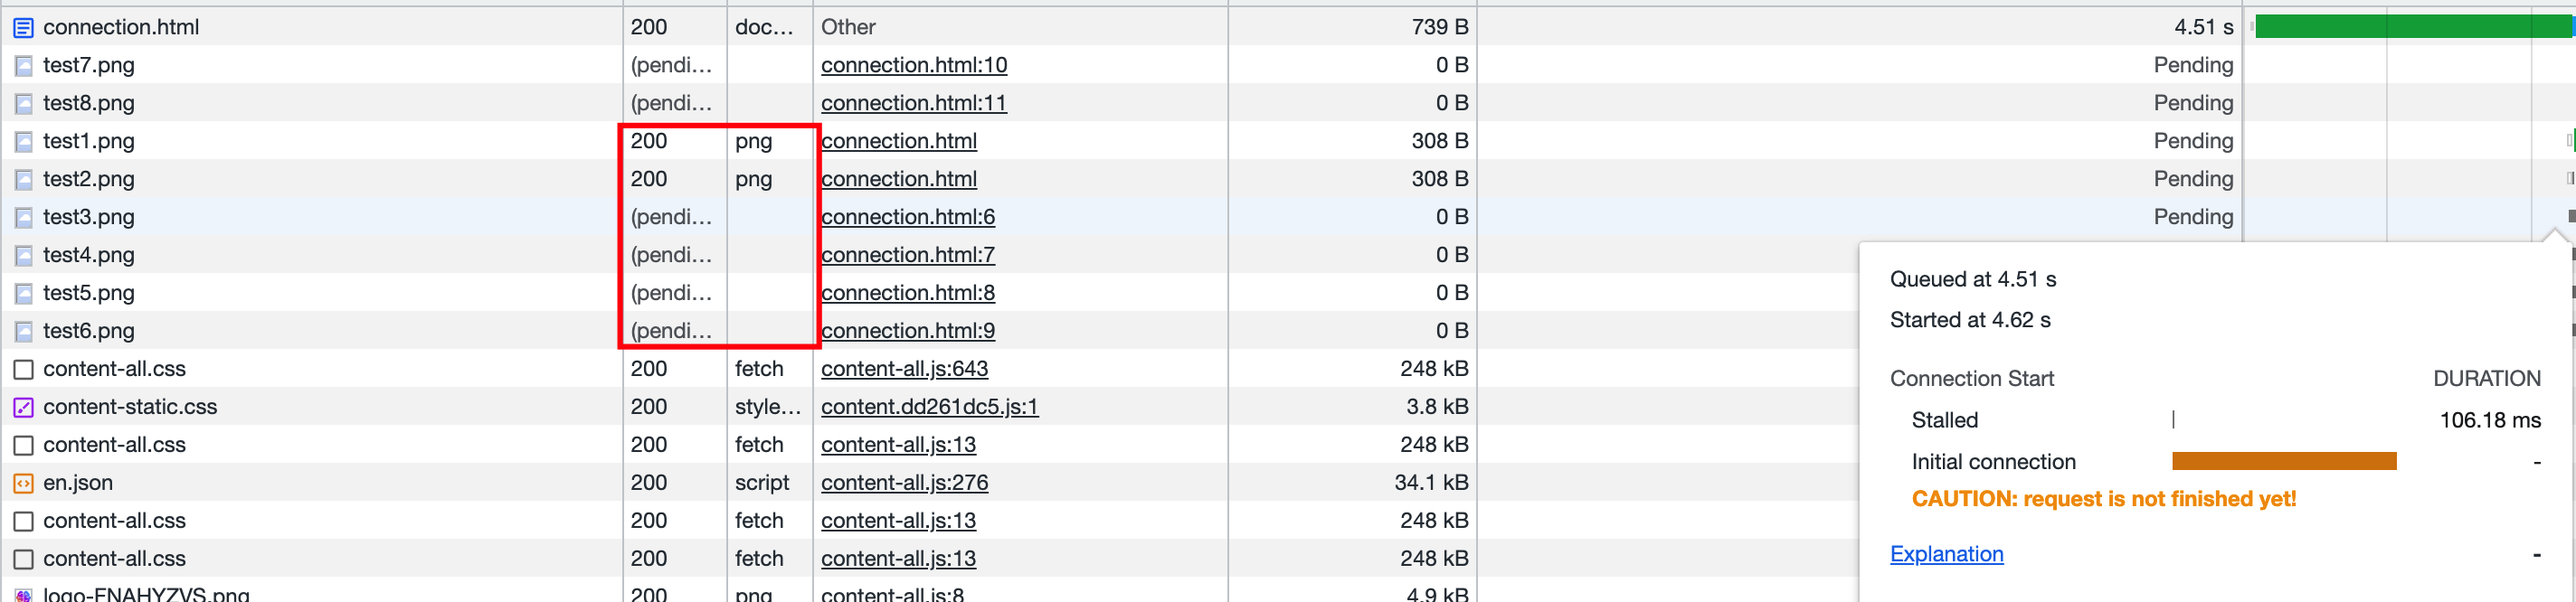 connection.html 200 doc... Other 739 B 4.51 s
test7.png (pendi... connection.html:10 0 B Pending
test8.png (pendi... connection.html:11 0 B Pending
test1.png 200 png connection.html 308 B Pending
test2.png 200 png connection.html 308 B Pending
test3.png (pendi... connection.html:6 0 B Pending
test4.png (pendi... connection.html:7 0 B
test5.png (pendi... connection.html:8 0 B
test6.png (pendi... connection.html:9 0 B
content-all.css 200 fetch content-all.js:643 248 kB
content-static.css 200 style... content.dd261dc5.js:1 3.8 kB
content-all.css 200 fetch content-all.js:13 248 kB
en.json 200 script content-all.js:276 34.1 kB
content-all.css 200 fetch content-all.js:13 248 kB
content-all.css 200 fetch content-all.js:13 248 kB
logo-FNAHYZVS.png 200 png content-all.js:8 4.9 kB
Queued at 4.51 s
Started at 4.62 s
Connection Start DURATION
Stalled 106.18 ms
Initial connection -
CAUTION: request is not finished yet!
Explanation -